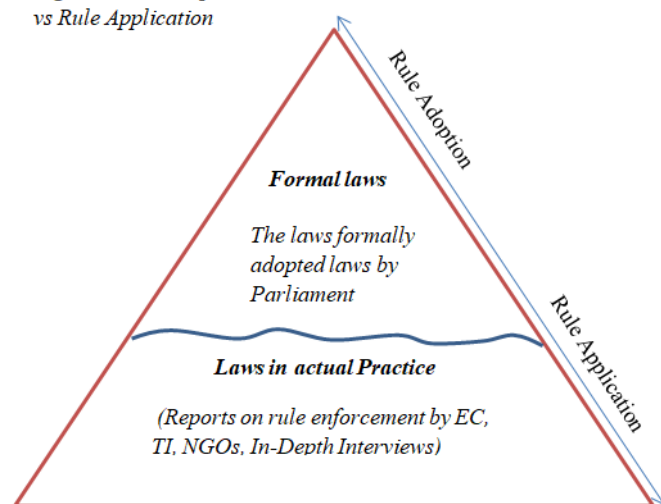 vs Rule Application
Rule Adoption
Formal laws
The laws formally
adopted laws by
Parliament
Rule Application
Laws in actual Practice
(Reports on rule enforcement by EC,
TI, NGOs, In-Depth Interviews)